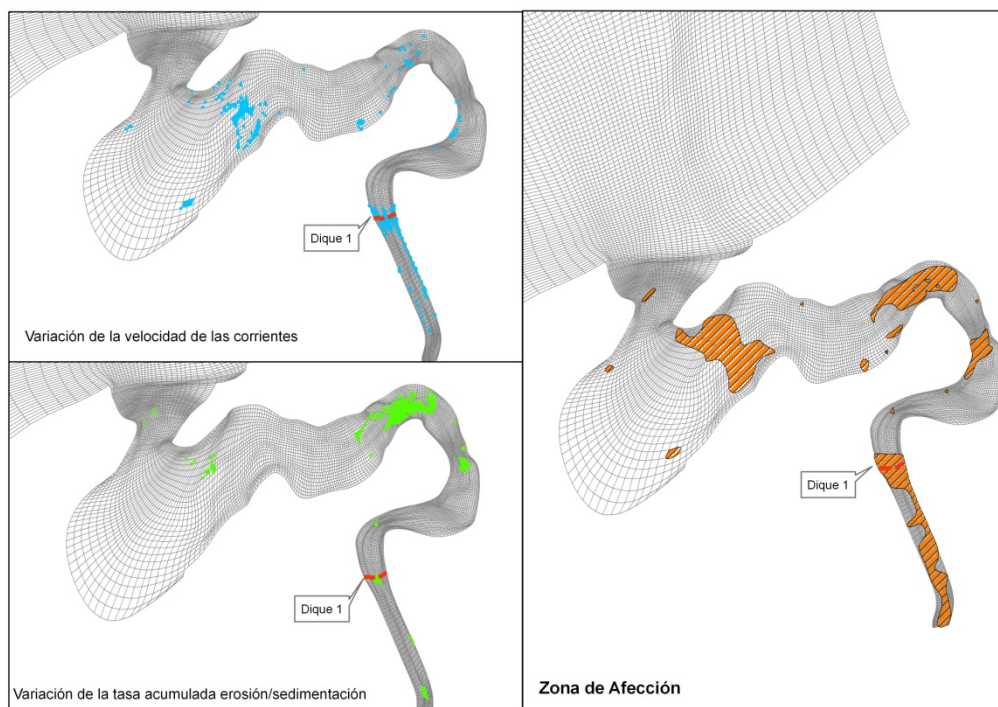 Dique 1
Variación de la velocidad de las corrientes
Dique 1
Variación de la tasa acumulada erosión/sedimentación
Dique 1
Zona de Afección